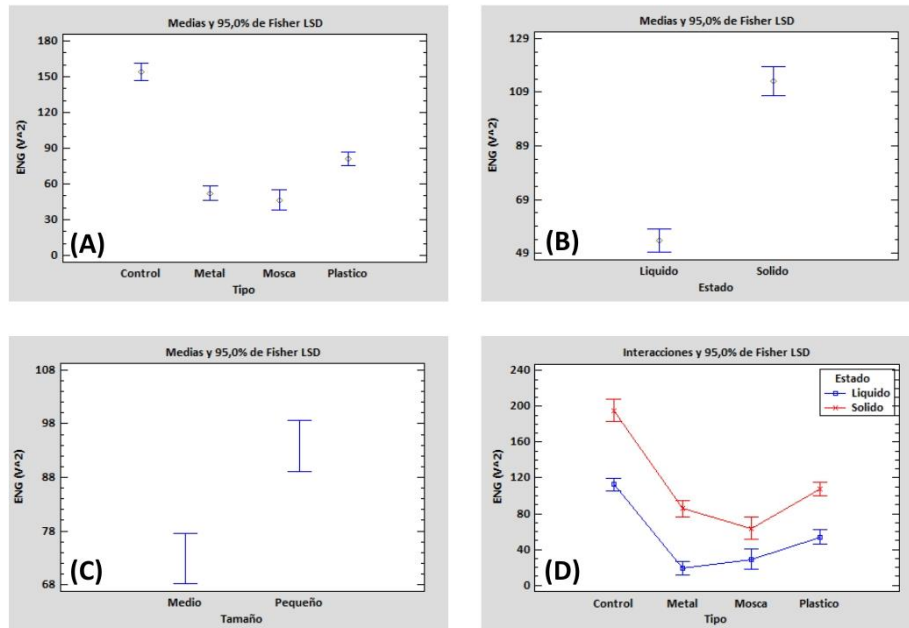 Medias y 95,0% de Fisher LSD
ENG (V^2)
180
150
120
90
60
30
0
(A)
Control Metal Mosca Plastico
Tipo
Medias y 95,0% de Fisher LSD
ENG (V^2)
129
109
89
69
49
(B)
Liquido Solido
Estado
Medias y 95,0% de Fisher LSD
ENG (V^2)
108
98
88
78
68
(C)
Medio Pequeño
Tamaño
Interacciones y 95,0% de Fisher LSD
ENG (V^2)
240
200
160
120
80
40
0
Estado
Liquido
Solido
(D)
Control Metal Mosca Plastico
Tipo